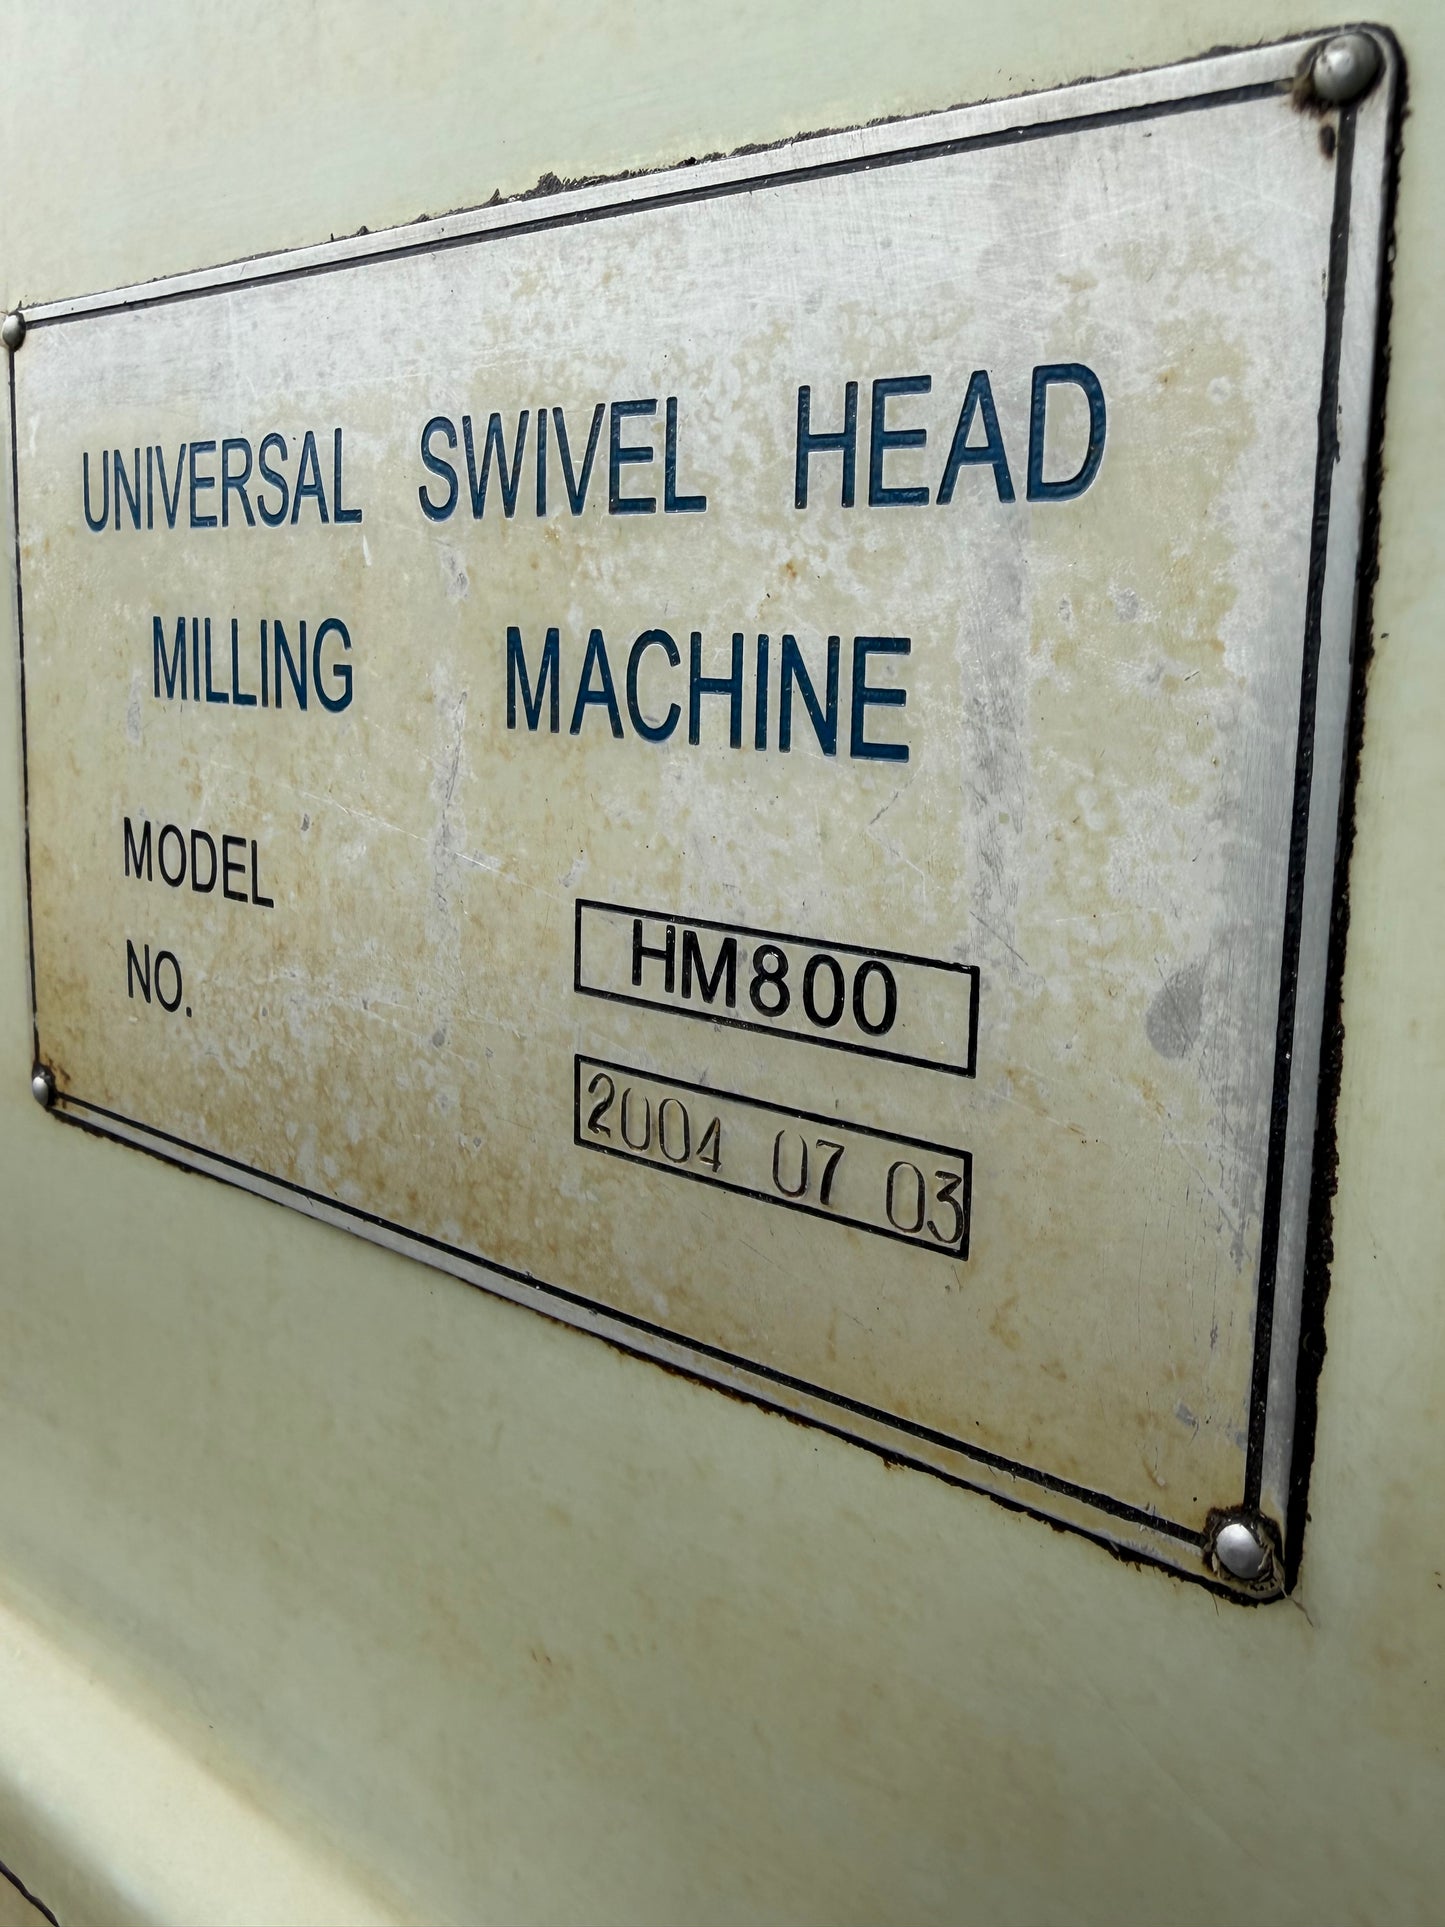 UNIVERSAL SWIVEL HEAD
MILLING MACHINE
MODEL HM800
NO. 2004 07 03